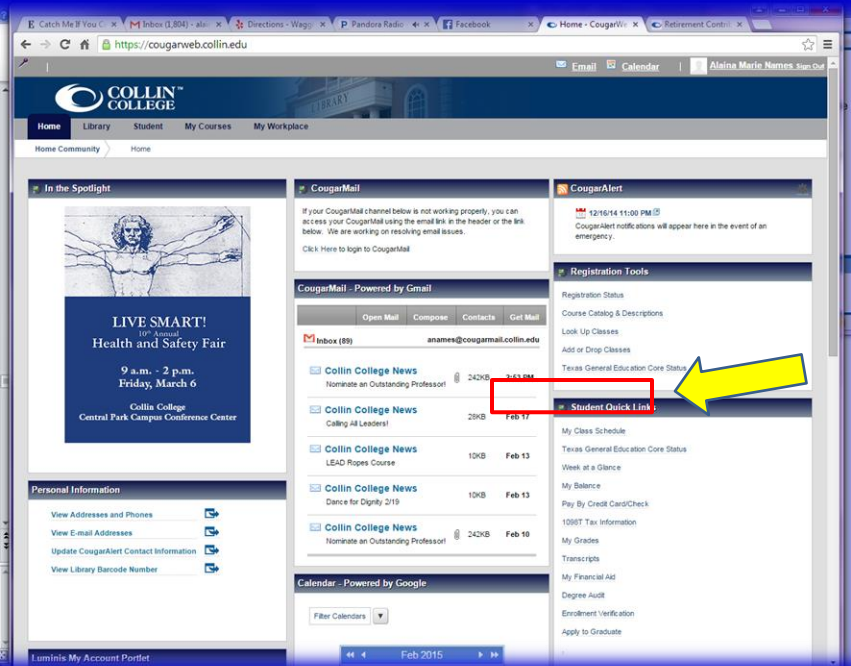 E Catch Me If You C
M Inbox (1,804) - alai
Directions - Wagg
P Pandora Radio
Facebook
Home - CougarWe
Retirement Contri
https://cougarweb.collin.edu
Email
Calendar
|
Alaina Marie Names Sign Out
COLLIN™
COLLEGE
LIBRARY
Home Library Student My Courses My Workplace
Home Community Home
In the Spotlight
LIVE SMART!
10th Annual
Health and Safety Fair
9 a.m. - 2 p.m.
Friday, March 6
Collin College
Central Park Campus Conference Center
Personal Information
View Addresses and Phones
View E-mail Addresses
Update CougarAlert Contact Information
View Library Barcode Number
Luminis My Account Portlet
CougarMail
If your CougarMail channel below is not working properly, you can
access your CougarMail using the email link in the header or the link
below. We are working on resolving email issues.
Click Here to login to CougarMail
CougarMail - Powered by Gmail
Open Mail Compose Contacts Get Mail
Inbox (89) anames@cougarmail.collin.edu
Collin College News 242KB 2:53 PM
Nominate an Outstanding Professor!
Collin College News 28KB Feb 17
Calling All Leaders!
Collin College News 10KB Feb 13
LEAD Ropes Course
Collin College News 10KB Feb 13
Dance for Dignity 2/19
Collin College News 242KB Feb 10
Nominate an Outstanding Professor!
Calendar - Powered by Google
Filter Calendars
Feb 2015
CougarAlert
12/16/14 11:00 PM
CougarAlert notifications will appear here in the event of an
emergency.
Registration Tools
Registration Status
Course Catalog & Descriptions
Look Up Classes
Add or Drop Classes
Texas General Education Core Status
Student Quick Links
My Class Schedule
Texas General Education Core Status
Week at a Glance
My Balance
Pay By Credit Card/Check
1098T Tax Information
My Grades
Transcripts
My Financial Aid
Degree Audit
Enrollment Verification
Apply to Graduate